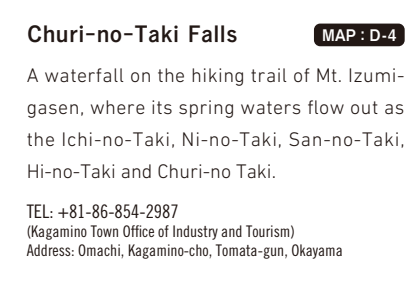 Churi-no-Taki Falls
MAP : D-4
A waterfall on the hiking trail of Mt. Izumi-
gasen, where its spring waters flow out as
the Ichi-no-Taki, Ni-no-Taki, San-no-Taki,
Hi-no-Taki and Churi-no Taki.
TEL: +81-86-854-2987
(Kagamino Town Office of Industry and Tourism)
Address: Omachi, Kagamino-cho, Tomata-gun, Okayama